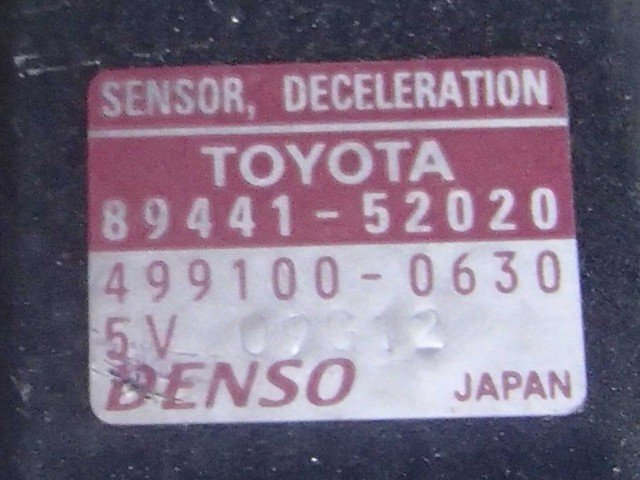 SENSOR, DECELERATION
TOYOTA
89441-52020
499100-0630
5V
DENSO JAPAN